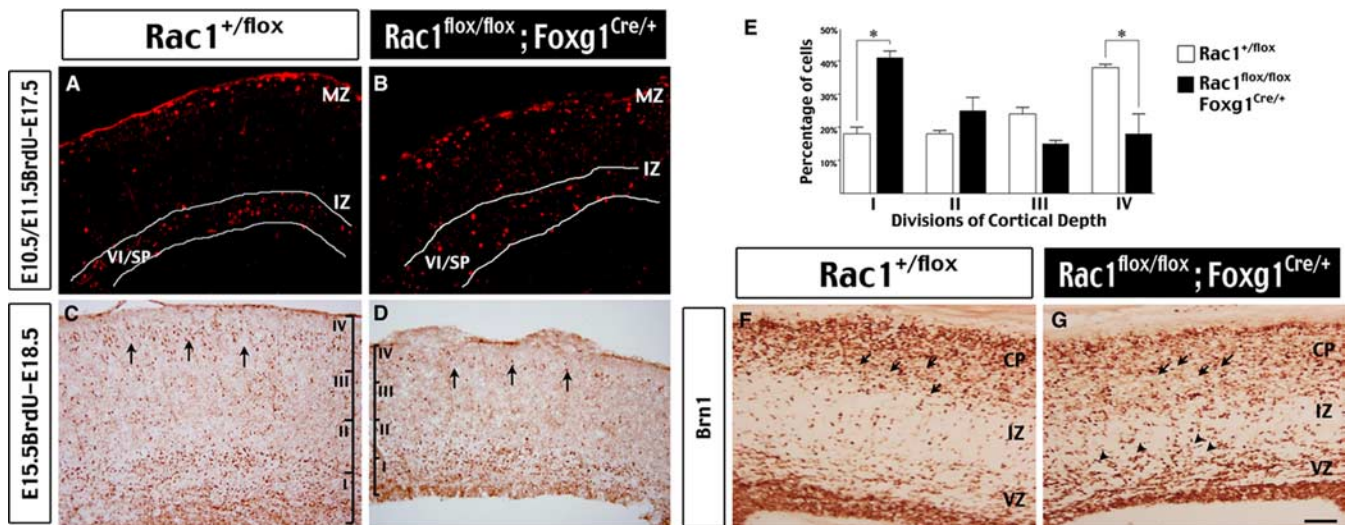 Rac1+/flox
Rac1flox/flox; Foxg1Cre/+
E10.5/E11.5BrdU-E17.5
A
MZ
IZ
VI/SP
B
MZ
IZ
VI/SP
E15.5BrdU-E18.5
C
IV
III
II
I
D
IV
III
II
I
E
Percentage of cells
50%
40%
30%
20%
10%
*
*
I
II
III
IV
Divisions of Cortical Depth
Rac1+/flox
Rac1flox/flox
Foxg1Cre/+
Rac1+/flox
Rac1flox/flox; Foxg1Cre/+
Brn1
F
CP
IZ
VZ
G
CP
IZ
VZ